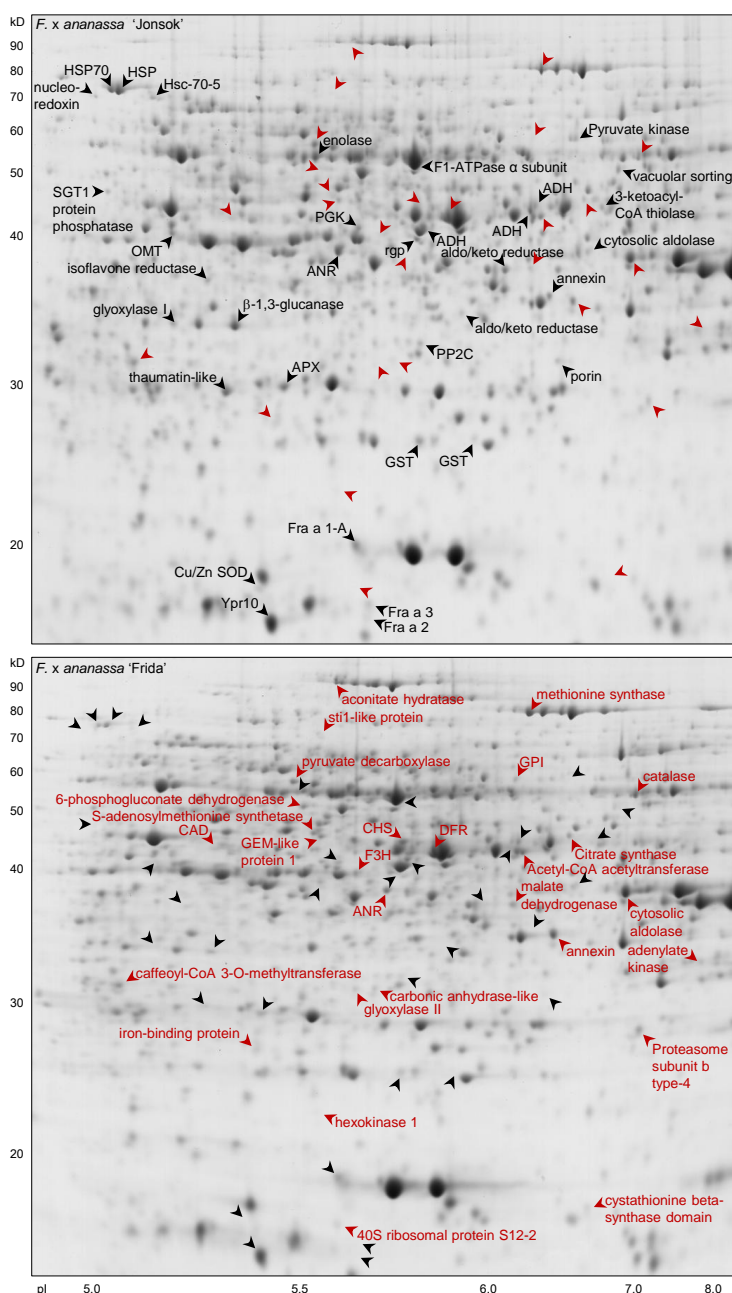 kD
F. x ananassa 'Jonsok'
90
80
HSP70
HSP
Hsc-70-5
nucleo-
redoxin
70
60
enolase
Pyruvate kinase
F1-ATPase α subunit
50
vacuolar sorting
SGT1
protein
phosphatase
ADH
3-ketoacyl-
CoA thiolase
PGK
ADH
40
OMT
rgp
ADH
cytosolic aldolase
aldo/keto reductase
isoflavone reductase
ANR
annexin
glyoxylase I
β-1,3-glucanase
aldo/keto reductase
PP2C
APX
thaumatin-like
porin
30
GST
GST
Fra a 1-A
20
Cu/Zn SOD
Ypr10
Fra a 3
Fra a 2
kD
F. x ananassa 'Frida'
90
aconitate hydratase
methionine synthase
80
sti1-like protein
70
pyruvate decarboxylase
GPI
60
catalase
6-phosphogluconate dehydrogenase
50
S-adenosylmethionine synthetase
CAD
CHS
DFR
GEM-like
protein 1
Citrate synthase
F3H
40
Acetyl-CoA acetyltransferase
malate
dehydrogenase
ANR
cytosolic
aldolase
annexin
adenylate
kinase
caffeoyl-CoA 3-O-methyltransferase
carbonic anhydrase-like
30
glyoxylase II
iron-binding protein
Proteasome
subunit b
type-4
hexokinase 1
20
cystathionine beta-
synthase domain
40S ribosomal protein S12-2
pI 5.0 5.5 6.0 7.0 8.0